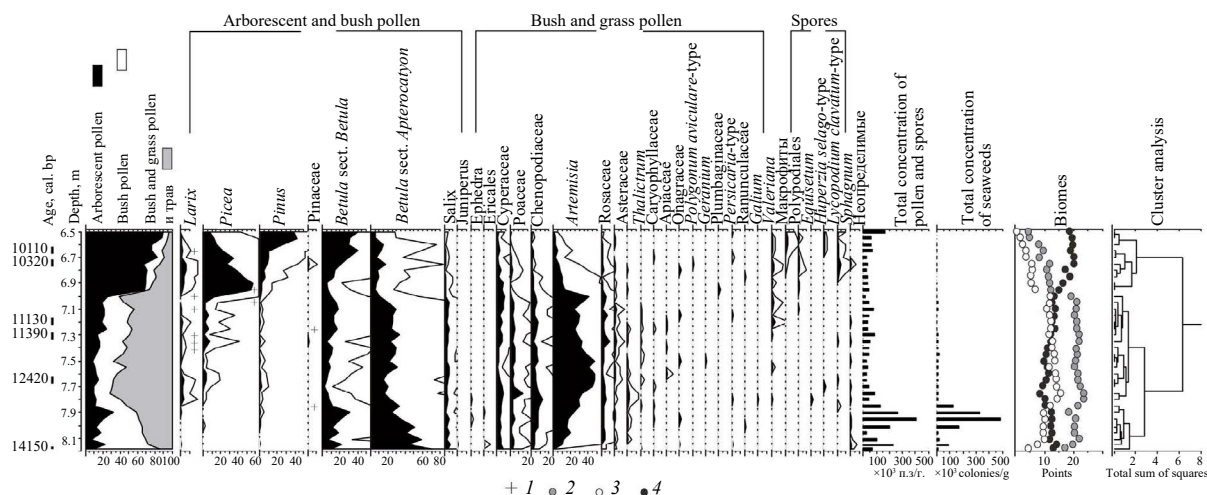 Arborescent and bush pollen
Bush and grass pollen
Spores
Age, cal. bp
Depth, m
Arborescent pollen
Bush pollen
Bush and grass pollen
и трав
Larix
Picea
Pinus
Pinaceae
Betula sect. Betula
Betula sect. Apterocatyon
Salix
Juniperus
Ephedra
Ericales
Cyperaceae
Poaceae
Chenopodiaceae
Artemisia
Rosaceae
Asteraceae
Thalictrum
Caryophyllaceae
Apiaceae
Onagraceae
Polygonum aviculare-type
Geranium
Plumbaginaceae
Persicaria-type
Ranunculaceae
Galium
Valeriana
Макрофиты
Polypodiales
Equisetum
Huperzia selago-type
Lycopodium clavatum-type
Sphagnum
Неопределимые
Total concentration of
pollen and spores
Total concentration
of seaweeds
Biomes
Cluster analysis
6.5
10110
10320
6.7
6.9
7.1
11130
11390
7.3
7.5
12420
7.7
7.9
8.1
14150
20 40 60 80 100
20
20 40 60
20 40
20 40
20 40 60 80
20
20
20
20
20 40
20
100 300 500
×10³ п.з/г.
100 300 500
×10³ colonies/g
10 20
Points
2 4 6 8
Total sum of squares
+ 1 2 3 4